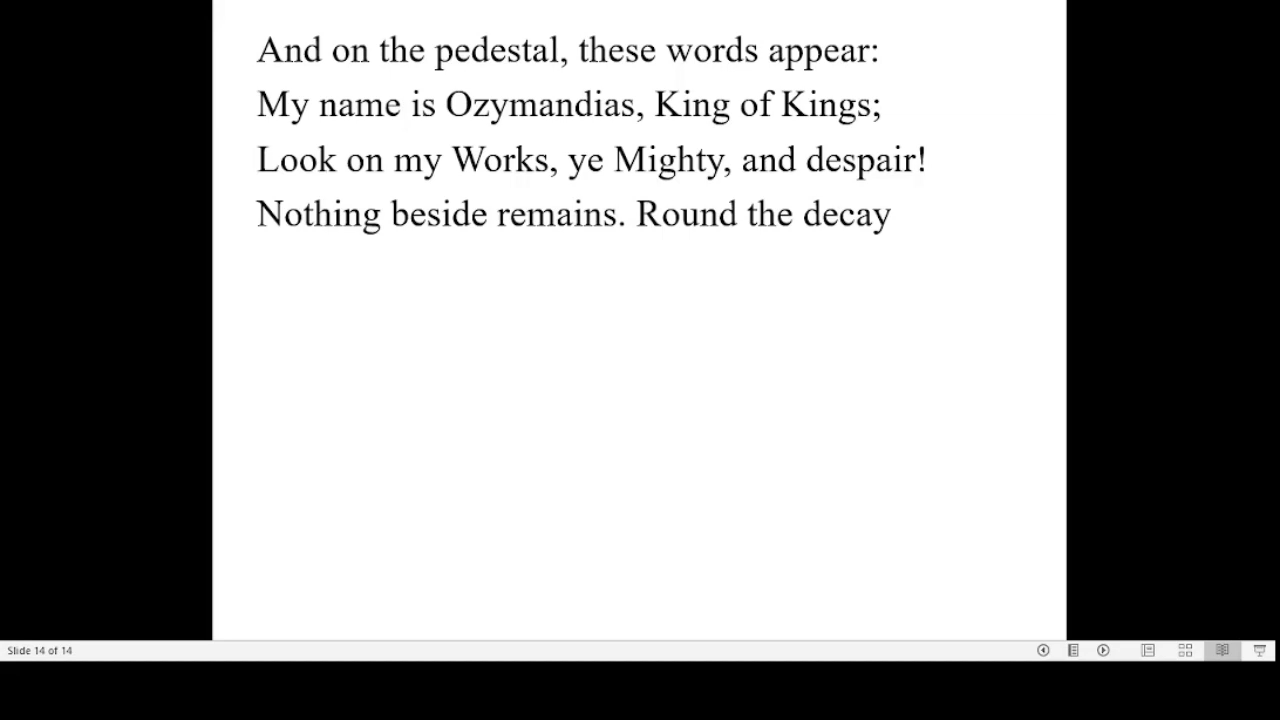 And on the pedestal, these words appear:
My name is Ozymandias, King of Kings;
Look on my Works, ye Mighty, and despair!
Nothing beside remains. Round the decay
Slide 14 of 14